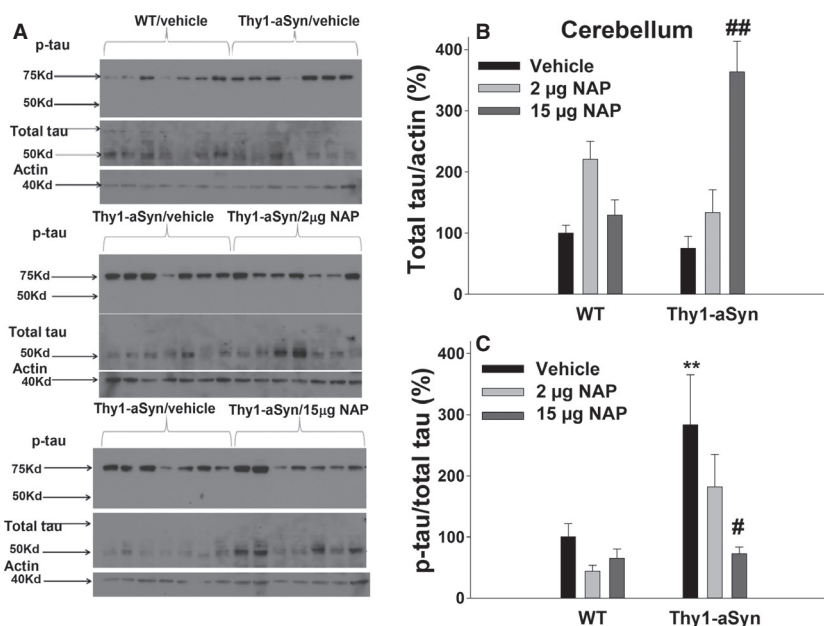 A
WT/vehicle Thy1-aSyn/vehicle
p-tau
75Kd
50Kd
Total tau
50Kd
Actin
40Kd
Thy1-aSyn/vehicle Thy1-aSyn/2µg NAP
p-tau
75Kd
50Kd
Total tau
50Kd
Actin
40Kd
Thy1-aSyn/vehicle Thy1-aSyn/15µg NAP
p-tau
75Kd
50Kd
Total tau
50Kd
Actin
40Kd
B
Cerebellum
##
Vehicle
2 µg NAP
15 µg NAP
Total tau/actin (%)
400
300
200
100
0
WT Thy1-aSyn
C
Vehicle
2 µg NAP
15 µg NAP
**
#
p-tau/total tau (%)
400
300
200
100
0
WT Thy1-aSyn